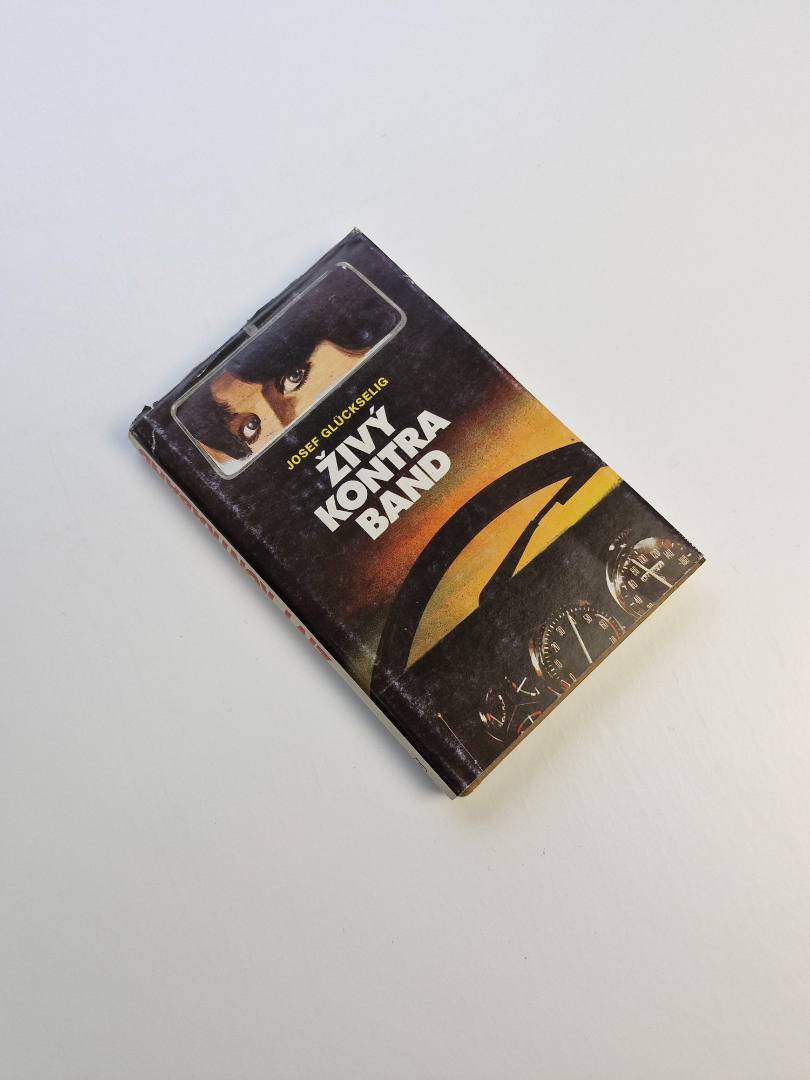 JOSEF GLÜCKSELIG
ŽIVÝ
KONTRA
BAND